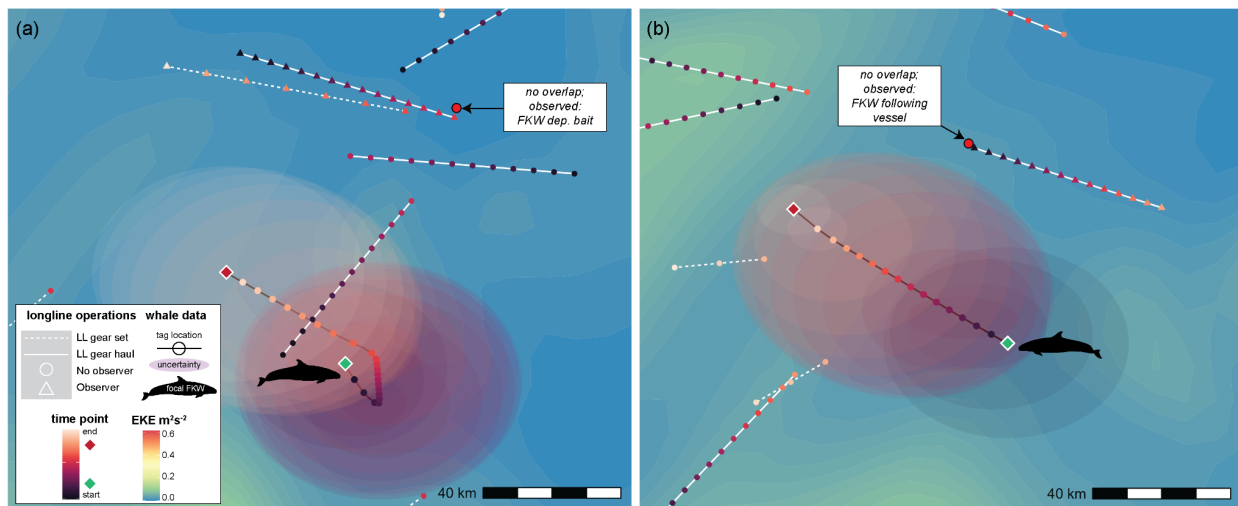 (a)
no overlap;
observed:
FKW dep. bait
longline operations
whale data
LL gear set
LL gear haul
No observer
Observer
tag location
uncertainty
focal FKW
time point
end
start
EKE m²s⁻²
0.6
0.4
0.2
0.0
40 km
(b)
no overlap;
observed:
FKW following
vessel
40 km